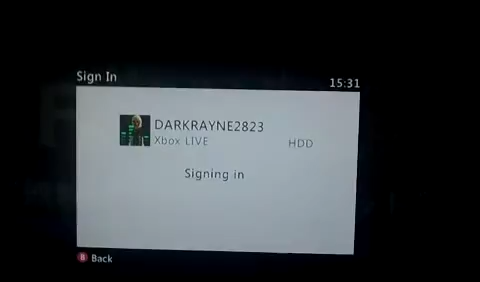 Sign In
15:31
DARKRAYNE2823
Xbox LIVE
HDD
Signing in
B Back